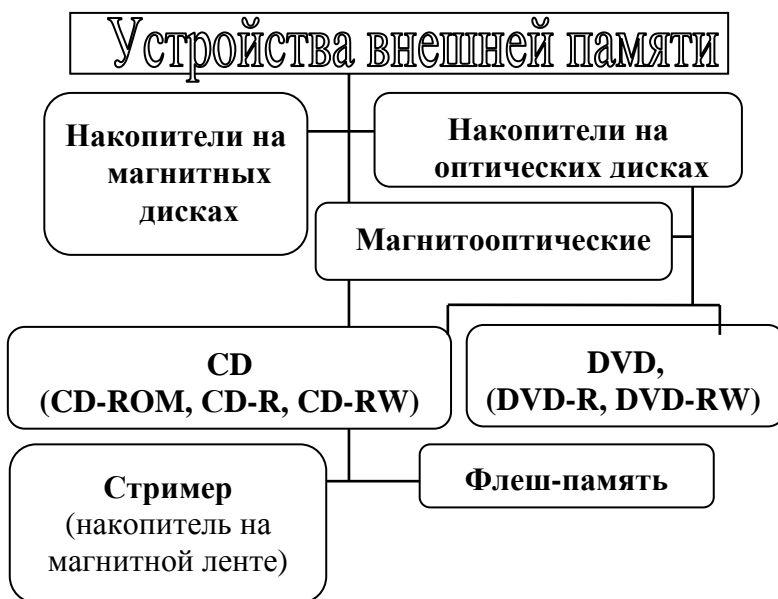 Устройства внешней памяти
Накопители на
магнитных
дисках
Накопители на
оптических дисках
Магнитооптические
CD
(CD-ROM, CD-R, CD-RW)
DVD,
(DVD-R, DVD-RW)
Стример
(накопитель на
магнитной ленте)
Флеш-память